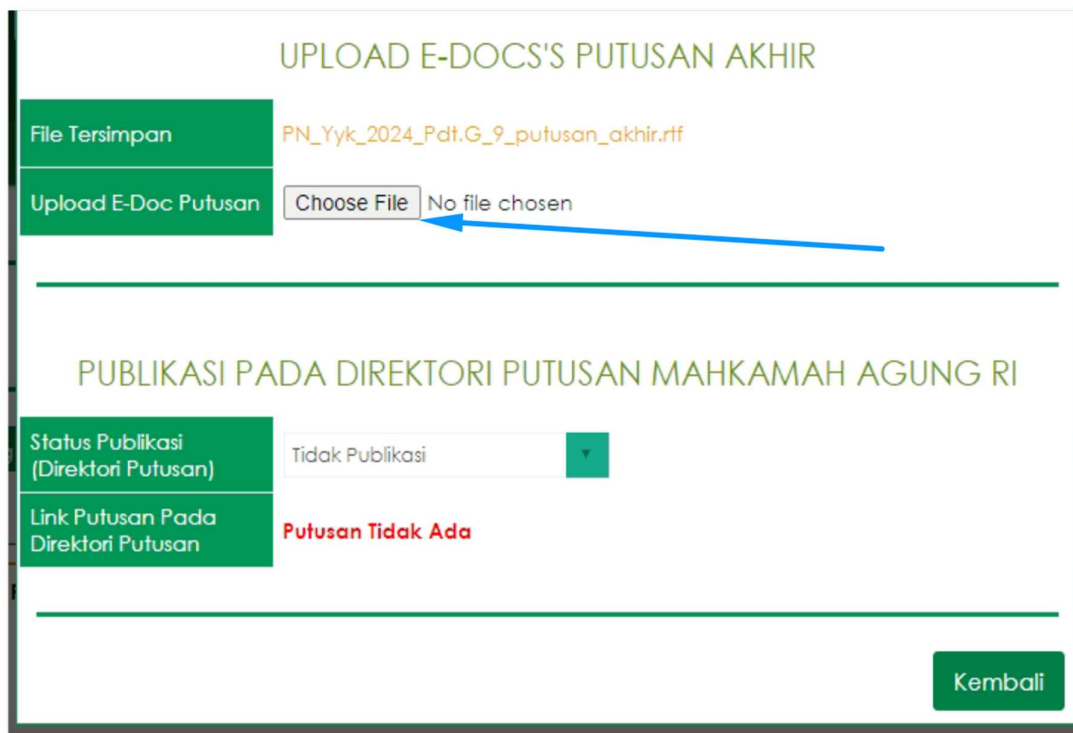 UPLOAD E-DOCS'S PUTUSAN AKHIR
File Tersimpan
PN_Yyk_2024_Pdt.G_9_putusan_akhir.rtf
Upload E-Doc Putusan
Choose File No file chosen
PUBLIKASI PADA DIREKTORI PUTUSAN MAHKAMAH AGUNG RI
Status Publikasi
(Direktori Putusan)
Tidak Publikasi
Link Putusan Pada
Direktori Putusan
Putusan Tidak Ada
Kembali